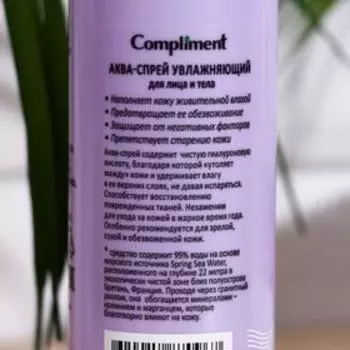 Compliment
АКВА-СПРЕЙ УВЛАЖНЯЮЩИЙ
для лица и тела
• Наполняет кожу живительной влагой
• Предотвращает ее обезвоживание
• Защищает от негативных факторов
• Препятствует старению кожи
Аква-спрей содержит чистую гиалуроновую
кислоту, благодаря которой «утоляет
жажду» кожи и удерживает влагу
в ее верхних слоях, не давая испаряться.
Способствует восстановлению
поврежденных тканей. Незаменим
для ухода за кожей в жаркое время года.
Особенно рекомендуется для зрелой,
сухой и обезвоженной кожи.
* средство содержит 99% воды на основе
морского источника Spring Sea Water,
расположенного на глубине 22 метра в
экологически чистой зоне близ полуострова
Бретань, Франция. Проходя через гранитный
разлом, она обогащается минералами -
кремнием и марганцем, которые
благотворно влияют на кожу.